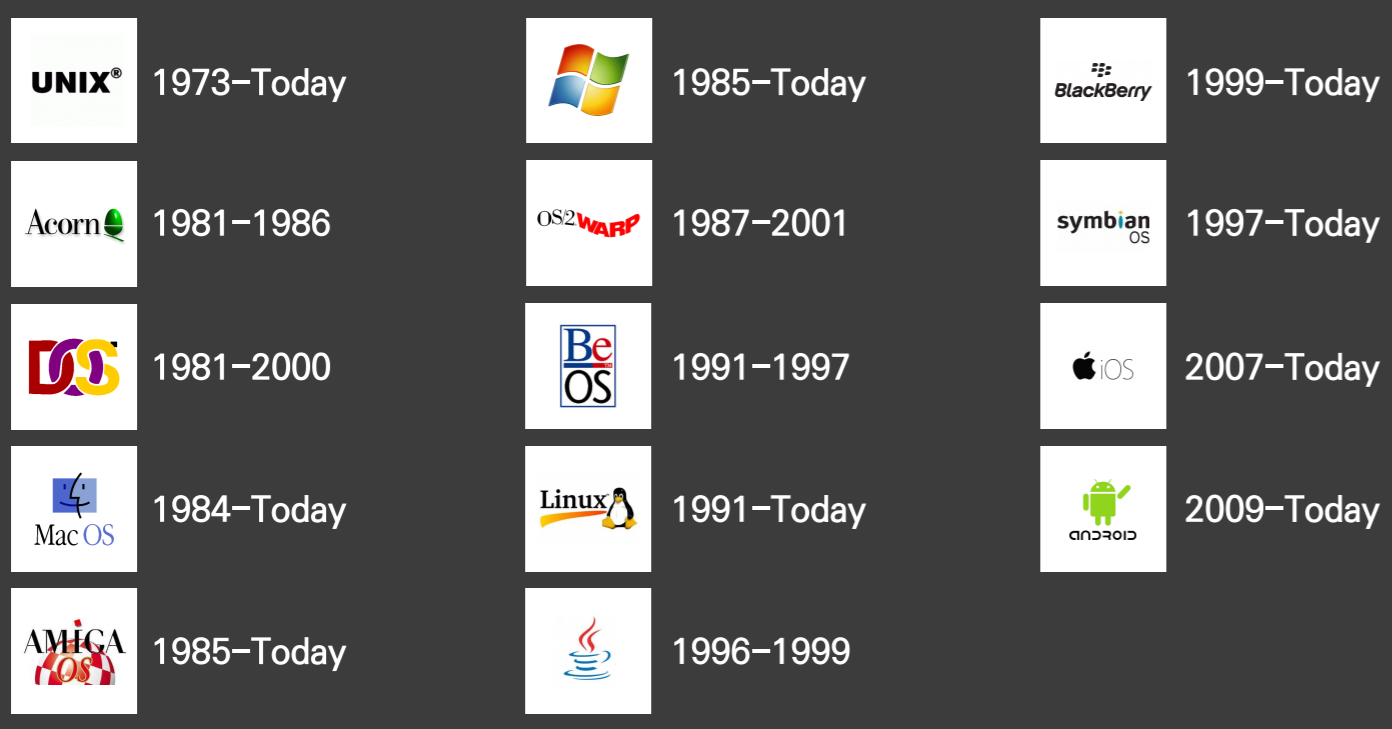 UNIX®
1973-Today
Acorn
1981-1986
DOS
1981-2000
Mac OS
1984-Today
AMIGA
OS
1985-Today
1985-Today
OS/2 WARP
1987-2001
Be
OS
1991-1997
Linux
1991-Today
1996-1999
BlackBerry
1999-Today
symbian
OS
1997-Today
iOS
2007-Today
ANDROID
2009-Today